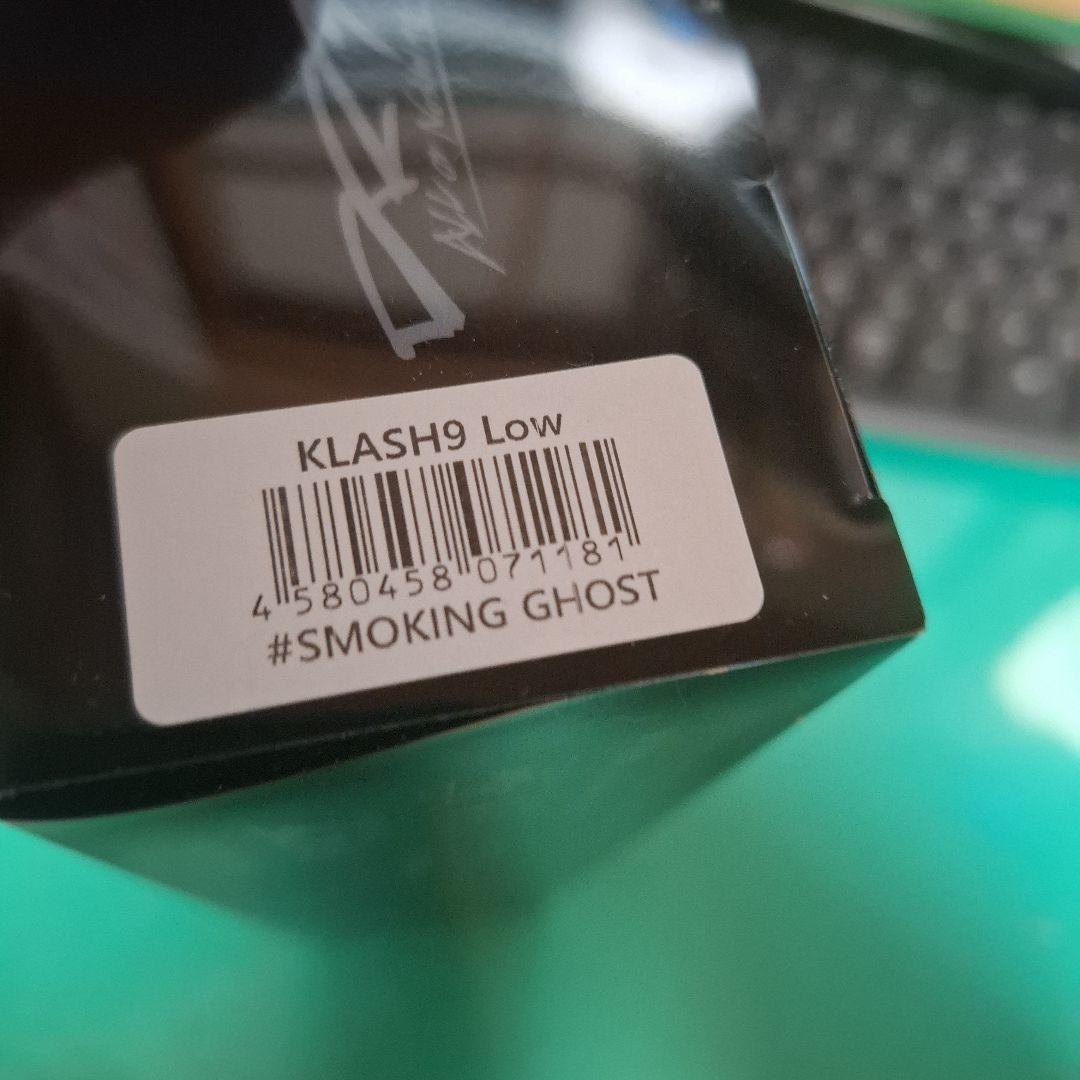 KLASH9 Low
4 580458 071181
#SMOKING GHOST